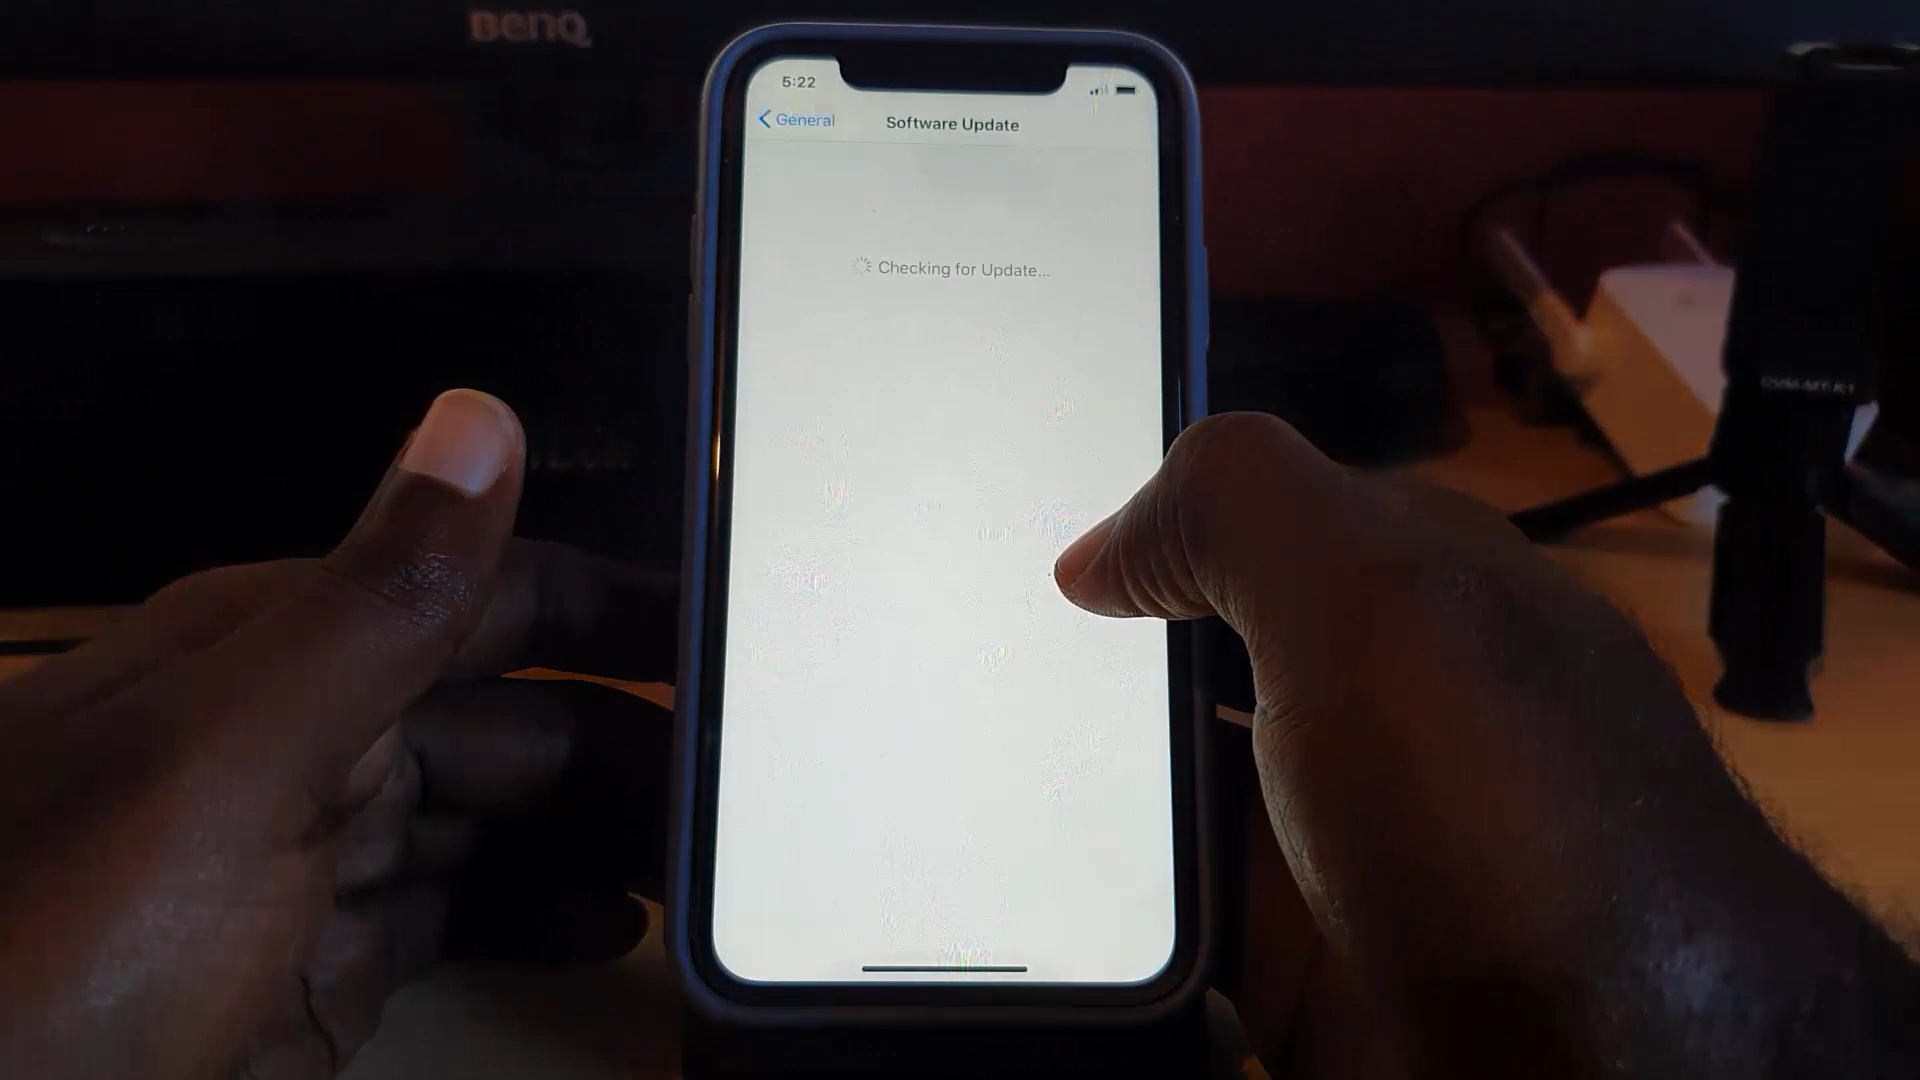 BenQ
5:22
General
Software Update
Checking for Update...